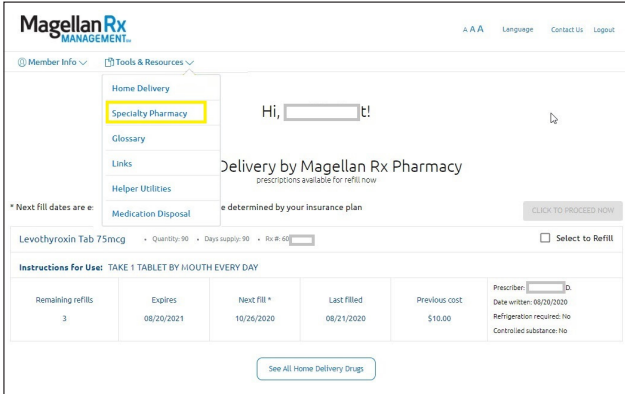 Magellan Rx
MANAGEMENT
A A A Language Contact Us Logout
Member Info Tools & Resources
Home Delivery
Specialty Pharmacy
Glossary
Links
Helper Utilities
Medication Disposal
Hi, t!
Delivery by Magellan Rx Pharmacy
prescriptions available for refill now
* Next fill dates are e determined by your insurance plan
CLICK TO PROCEED NOW
Levothyroxin Tab 75mcg • Quantity: 90 • Days supply: 90 • Rx #: 60 Select to Refill
Instructions for Use: TAKE 1 TABLET BY MOUTH EVERY DAY
Remaining refills Expires Next fill * Last filled Previous cost
3 08/20/2021 10/26/2020 08/21/2020 $10.00
Prescriber: D.
Date written: 08/20/2020
Refrigeration required: No
Controlled substance: No
See All Home Delivery Drugs